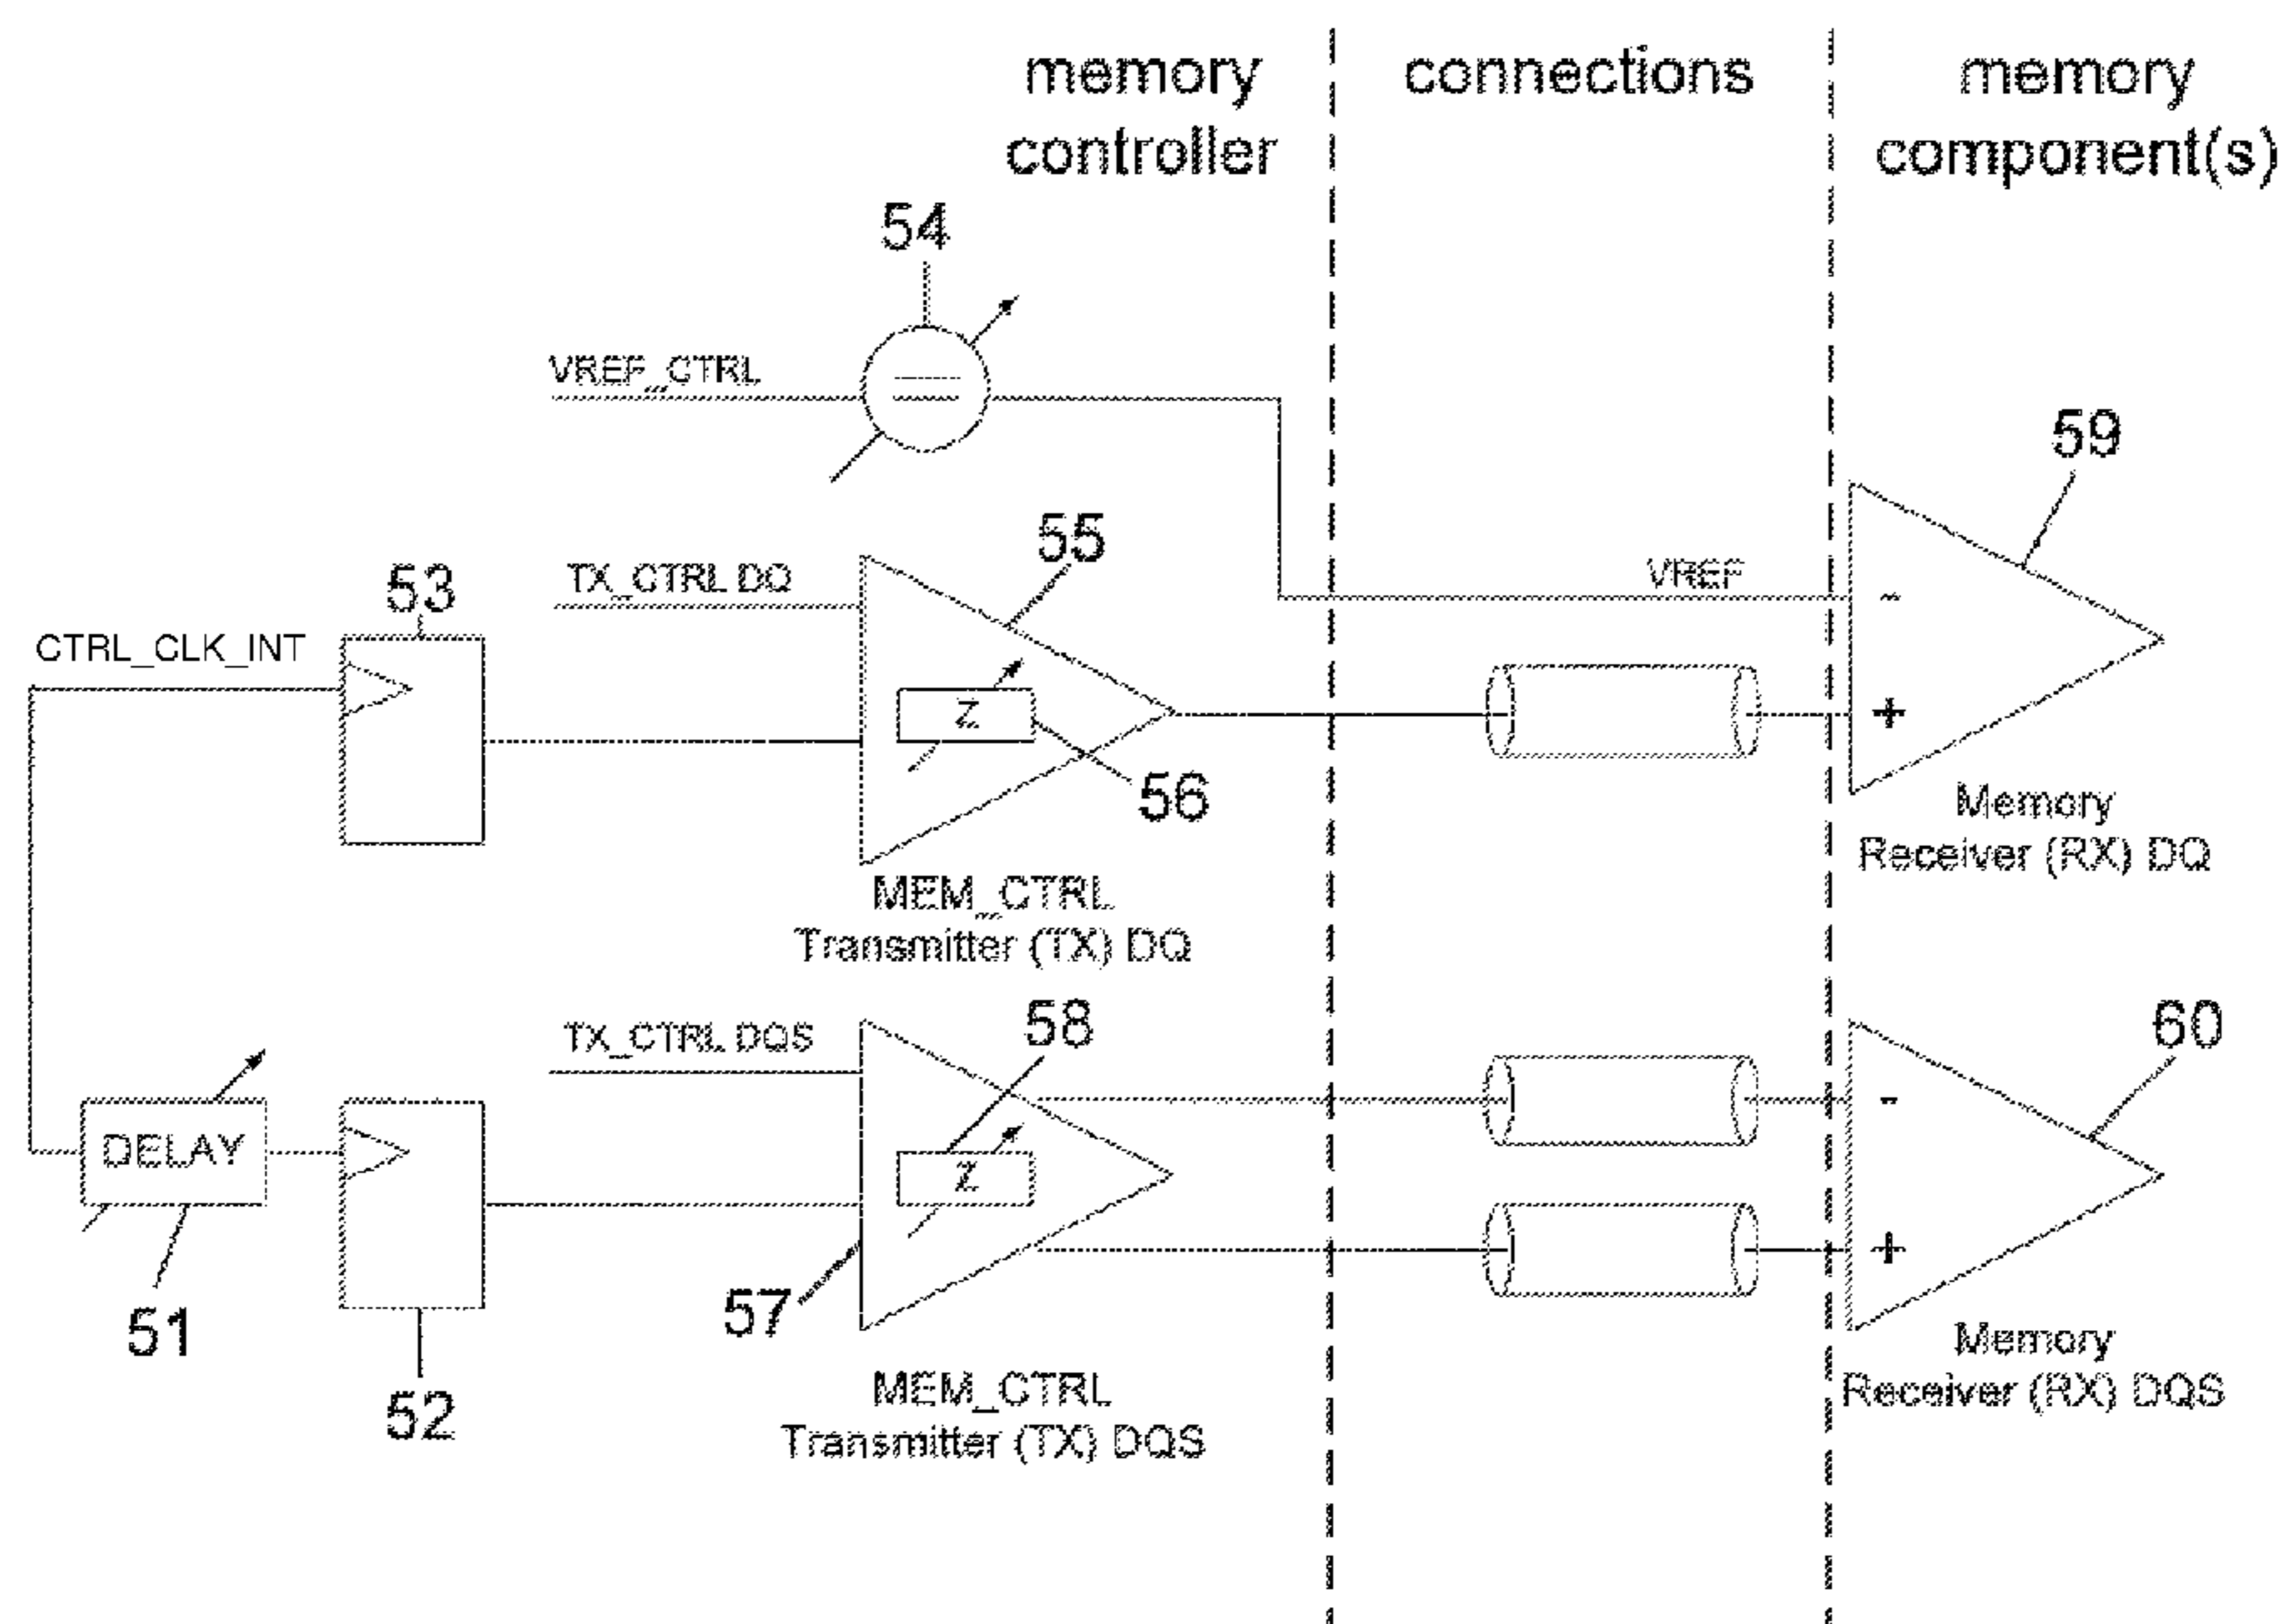 memory
controller
connections
memory
component(s)
54
VREF_CTRL
59
55
TX_CTRL DQ
53
VREF
CTRL_CLK_INT
-
Z
+
56
Memory
Receiver (RX) DQ
MEM_CTRL
Transmitter (TX) DQ
58
60
TX_CTRL DQS
-
DELAY
Z
+
57
51
Memory
Receiver (RX) DQS
52
MEM_CTRL
Transmitter (TX) DQS